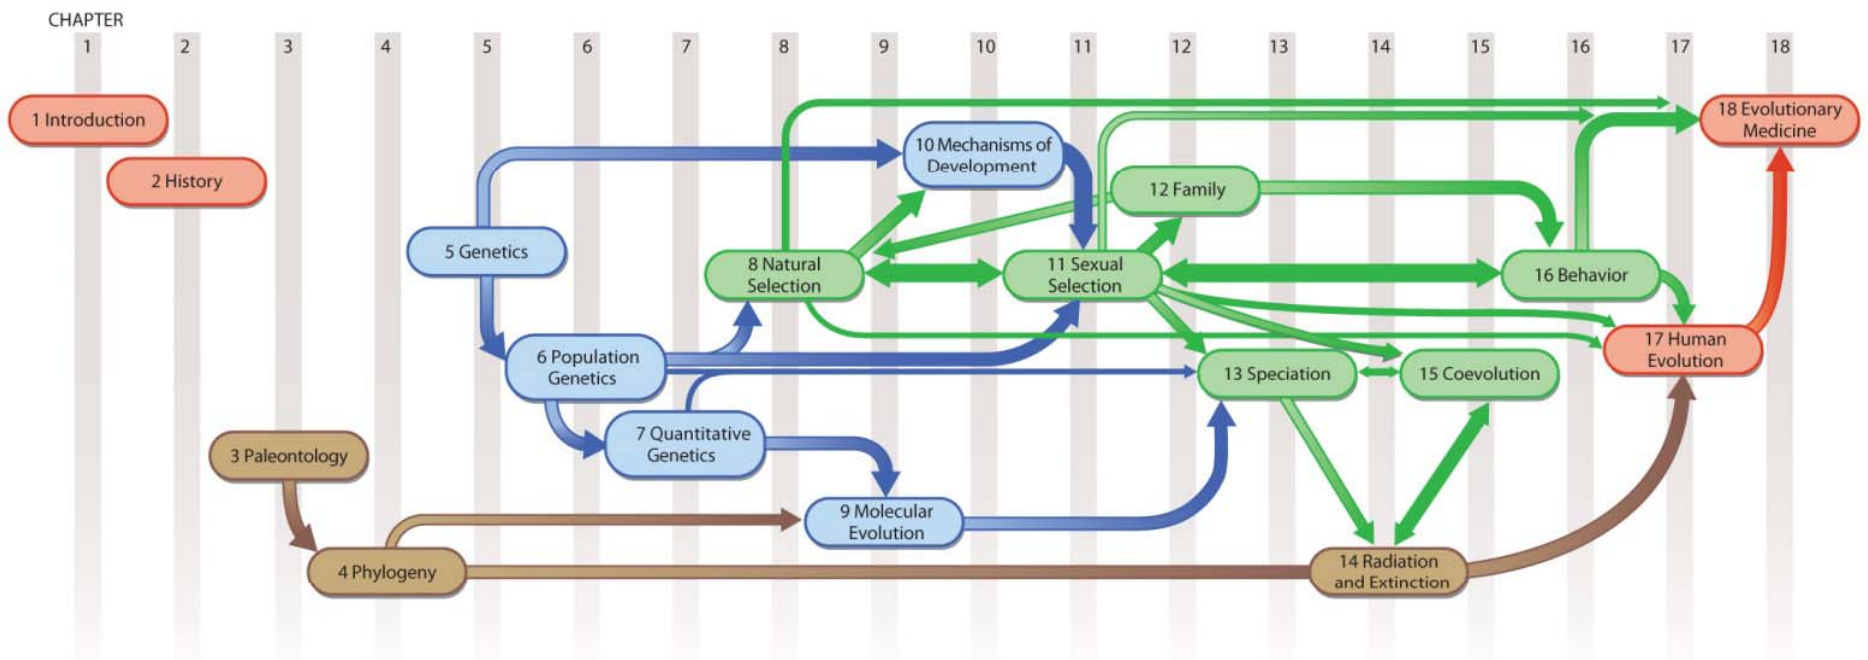 CHAPTER
1 2 3 4 5 6 7 8 9 10 11 12 13 14 15 16 17 18
1 Introduction
2 History
3 Paleontology
4 Phylogeny
5 Genetics
6 Population
Genetics
7 Quantitative
Genetics
8 Natural
Selection
9 Molecular
Evolution
10 Mechanisms of
Development
11 Sexual
Selection
12 Family
13 Speciation
14 Radiation
and Extinction
15 Coevolution
16 Behavior
17 Human
Evolution
18 Evolutionary
Medicine